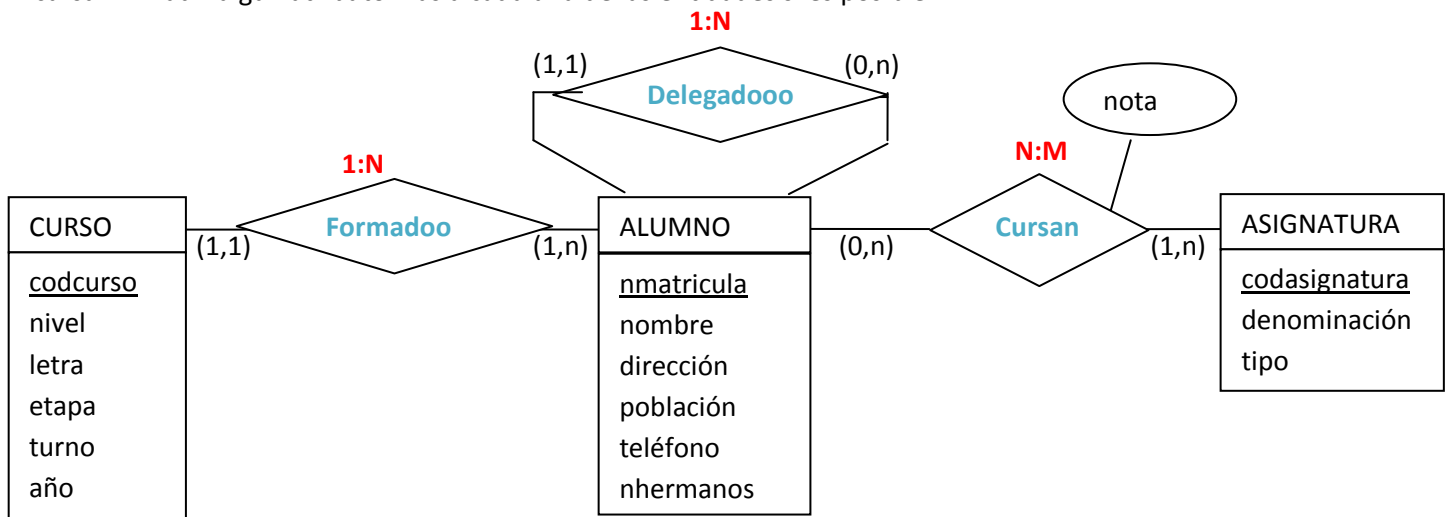 1:N
(1,1)
(0,n)
Delegadooo
nota
1:N
N:M
CURSO
Formadoo
ALUMNO
Cursan
ASIGNATURA
(1,1)
(1,n)
(0,n)
(1,n)
codcurso
nivel
letra
etapa
turno
año
nmatricula
nombre
dirección
población
teléfono
nhermanos
codasignatura
denominación
tipo